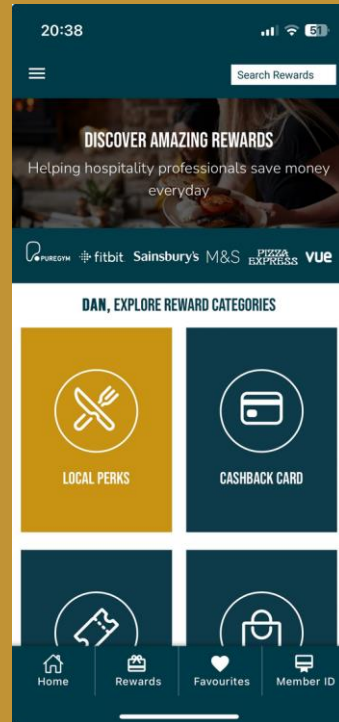 20:38
51
Search Rewards
DISCOVER AMAZING REWARDS
Helping hospitality professionals save money
everyday
PUREGYM fitbit Sainsbury's M&S PIZZA EXPRESS vue
DAN, EXPLORE REWARD CATEGORIES
LOCAL PERKS
CASHBACK CARD
Home
Rewards
Favourites
Member ID